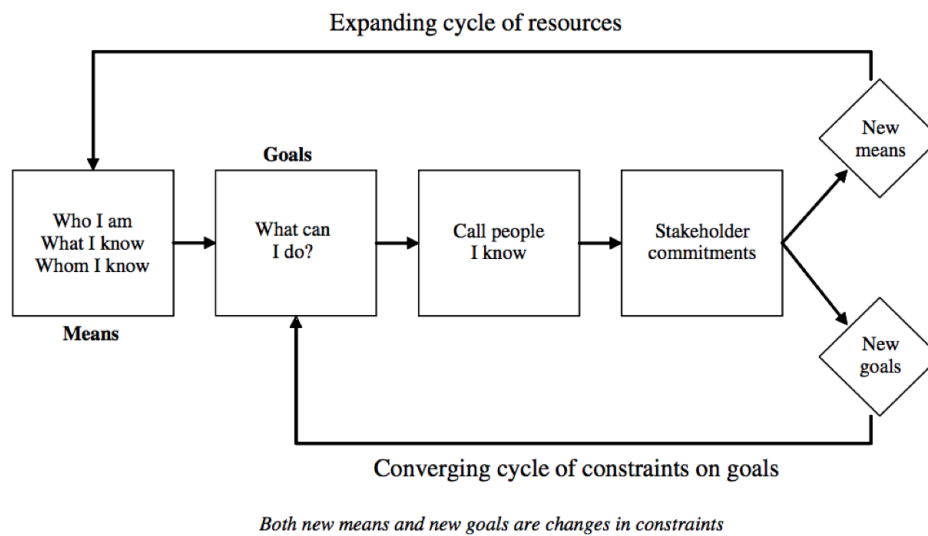 Expanding cycle of resources
New
means
Goals
Who I am
What I know
Whom I know
What can
I do?
Call people
I know
Stakeholder
commitments
Means
New
goals
Converging cycle of constraints on goals
Both new means and new goals are changes in constraints